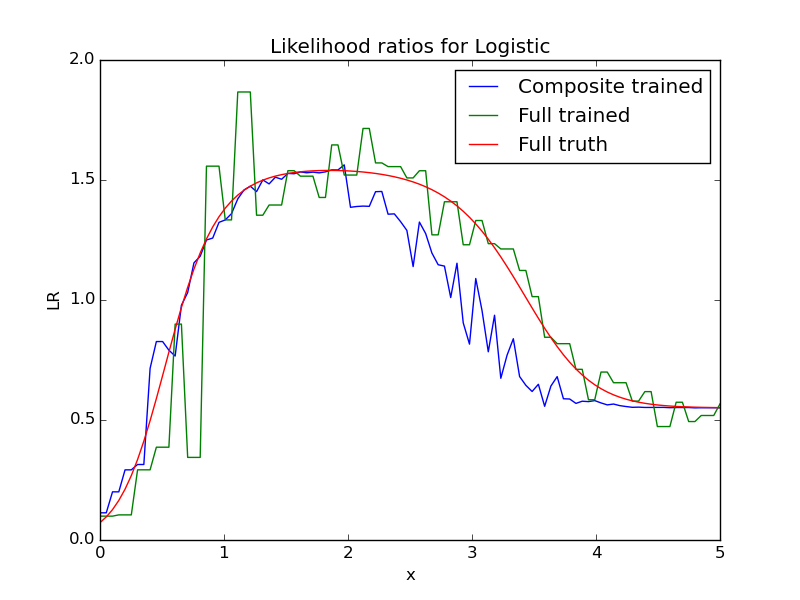 Likelihood ratios for Logistic
2.0
1.5
1.0
0.5
0.0
LR
Composite trained
Full trained
Full truth
0 1 2 3 4 5
x